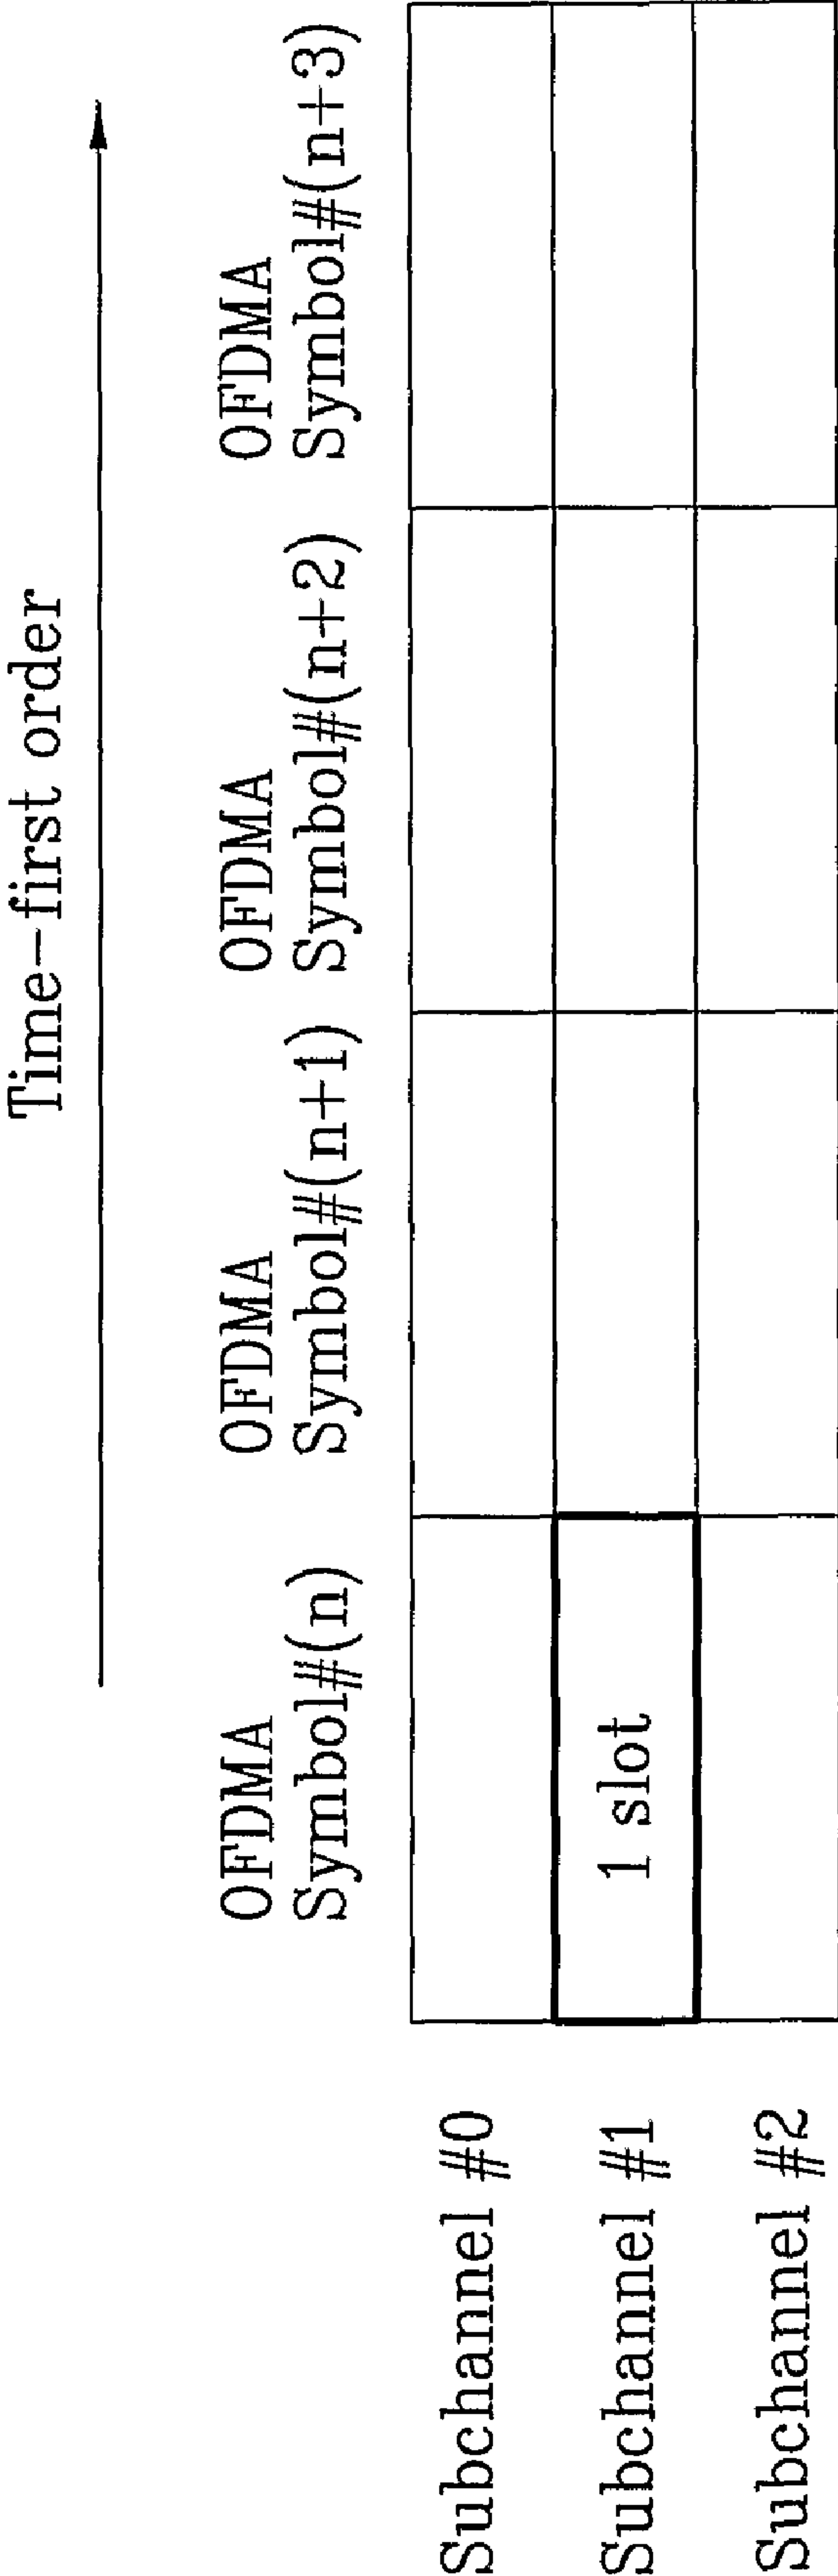 Time-first order
OFDMA
Symbol#(n)
OFDMA
Symbol#(n+1)
OFDMA
Symbol#(n+2)
OFDMA
Symbol#(n+3)
Subchannel #0
Subchannel #1
1 slot
Subchannel #2